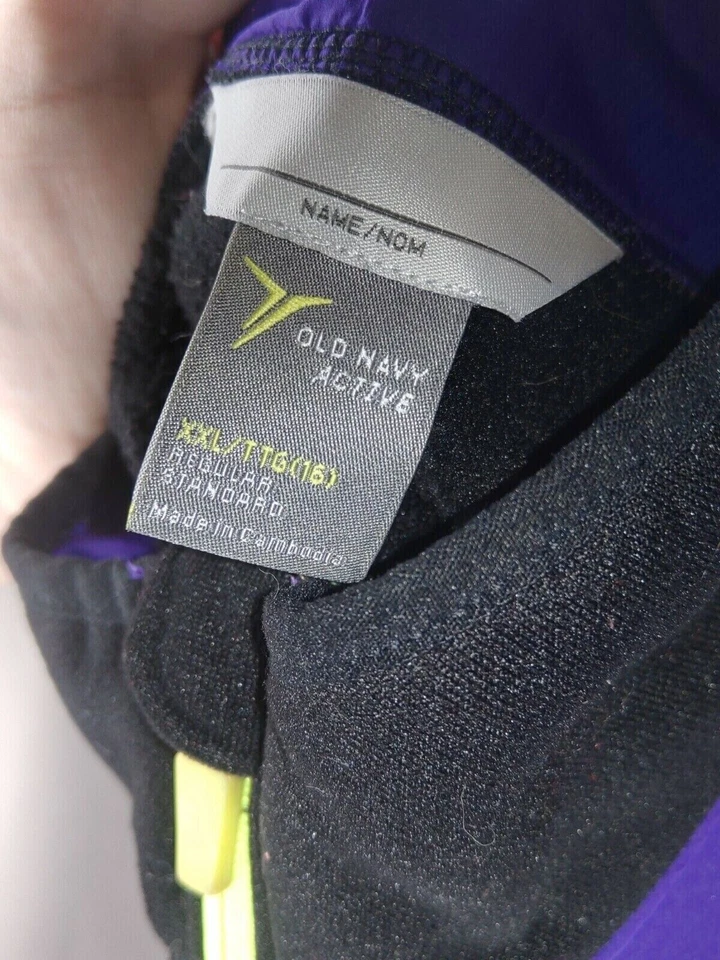 NAME/NOM
OLD NAVY
ACTIVE
XXL/TTG(16)
REGULAR
STANDARD
Made in Cambodia